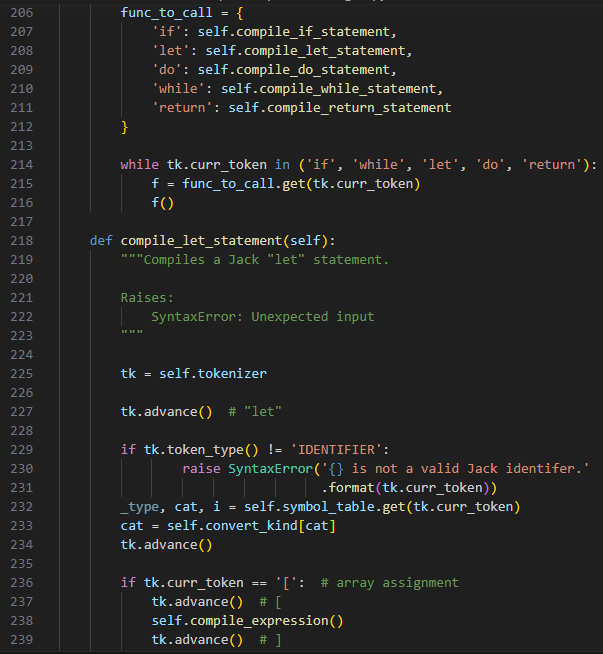 206 func_to_call = {
207 'if': self.compile_if_statement,
208 'let': self.compile_let_statement,
209 'do': self.compile_do_statement,
210 'while': self.compile_while_statement,
211 'return': self.compile_return_statement
212 }
213
214 while tk.curr_token in ('if', 'while', 'let', 'do', 'return'):
215 f = func_to_call.get(tk.curr_token)
216 f()
217
218 def compile_let_statement(self):
219 """Compiles a Jack "let" statement.
220
221 Raises:
222 SyntaxError: Unexpected input
223 """
224
225 tk = self.tokenizer
226
227 tk.advance()  # "let"
228
229 if tk.token_type() != 'IDENTIFIER':
230 raise SyntaxError('{} is not a valid Jack identifer.'
231 .format(tk.curr_token))
232 _type, cat, i = self.symbol_table.get(tk.curr_token)
233 cat = self.convert_kind[cat]
234 tk.advance()
235
236 if tk.curr_token == '[':  # array assignment
237 tk.advance()  # [
238 self.compile_expression()
239 tk.advance()  # ]